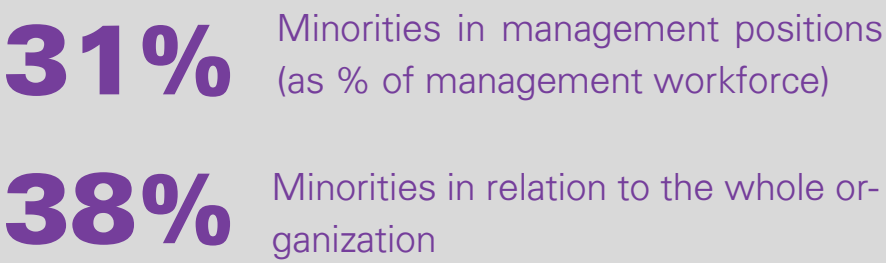 31%
Minorities in management positions
(as % of management workforce)
38%
Minorities in relation to the whole or-
ganization